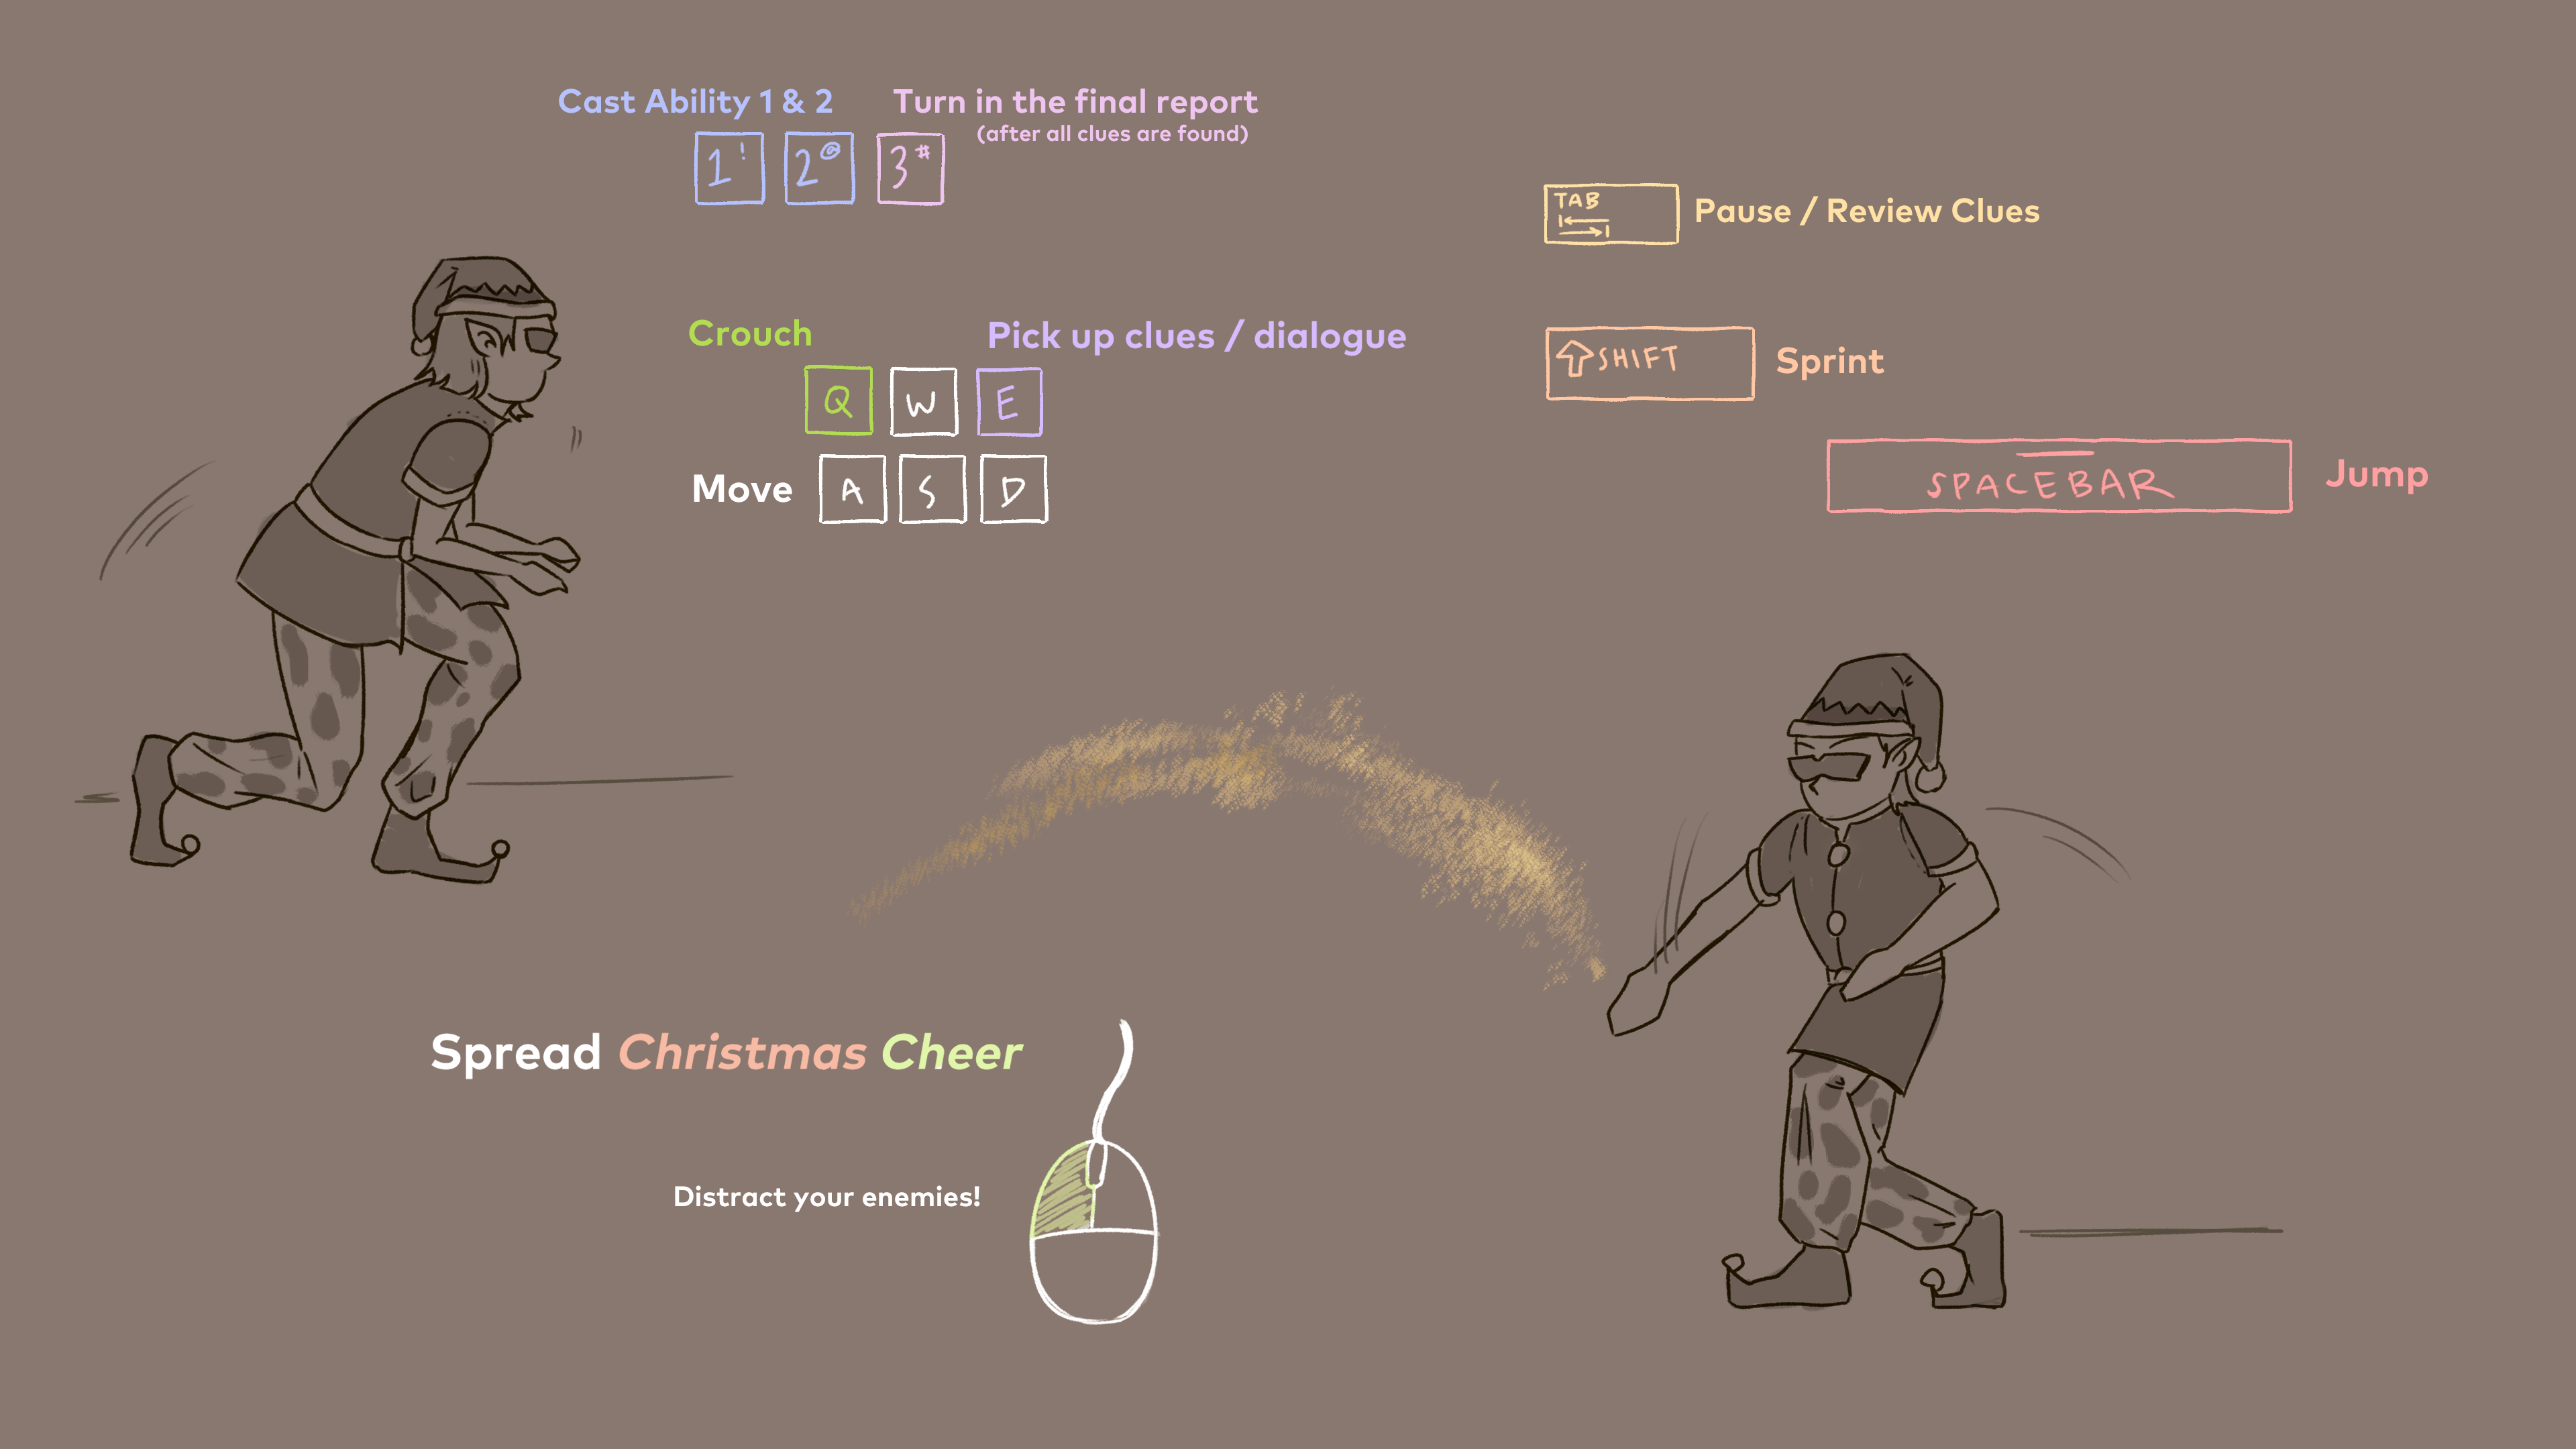 Cast Ability 1 & 2
Turn in the final report
(after all clues are found)
1 !
2 @
3 #
TAB
Pause / Review Clues
Crouch
Pick up clues / dialogue
SHIFT
Sprint
Q
W
E
SPACEBAR
Jump
Move
A
S
D
Spread Christmas Cheer
Distract your enemies!